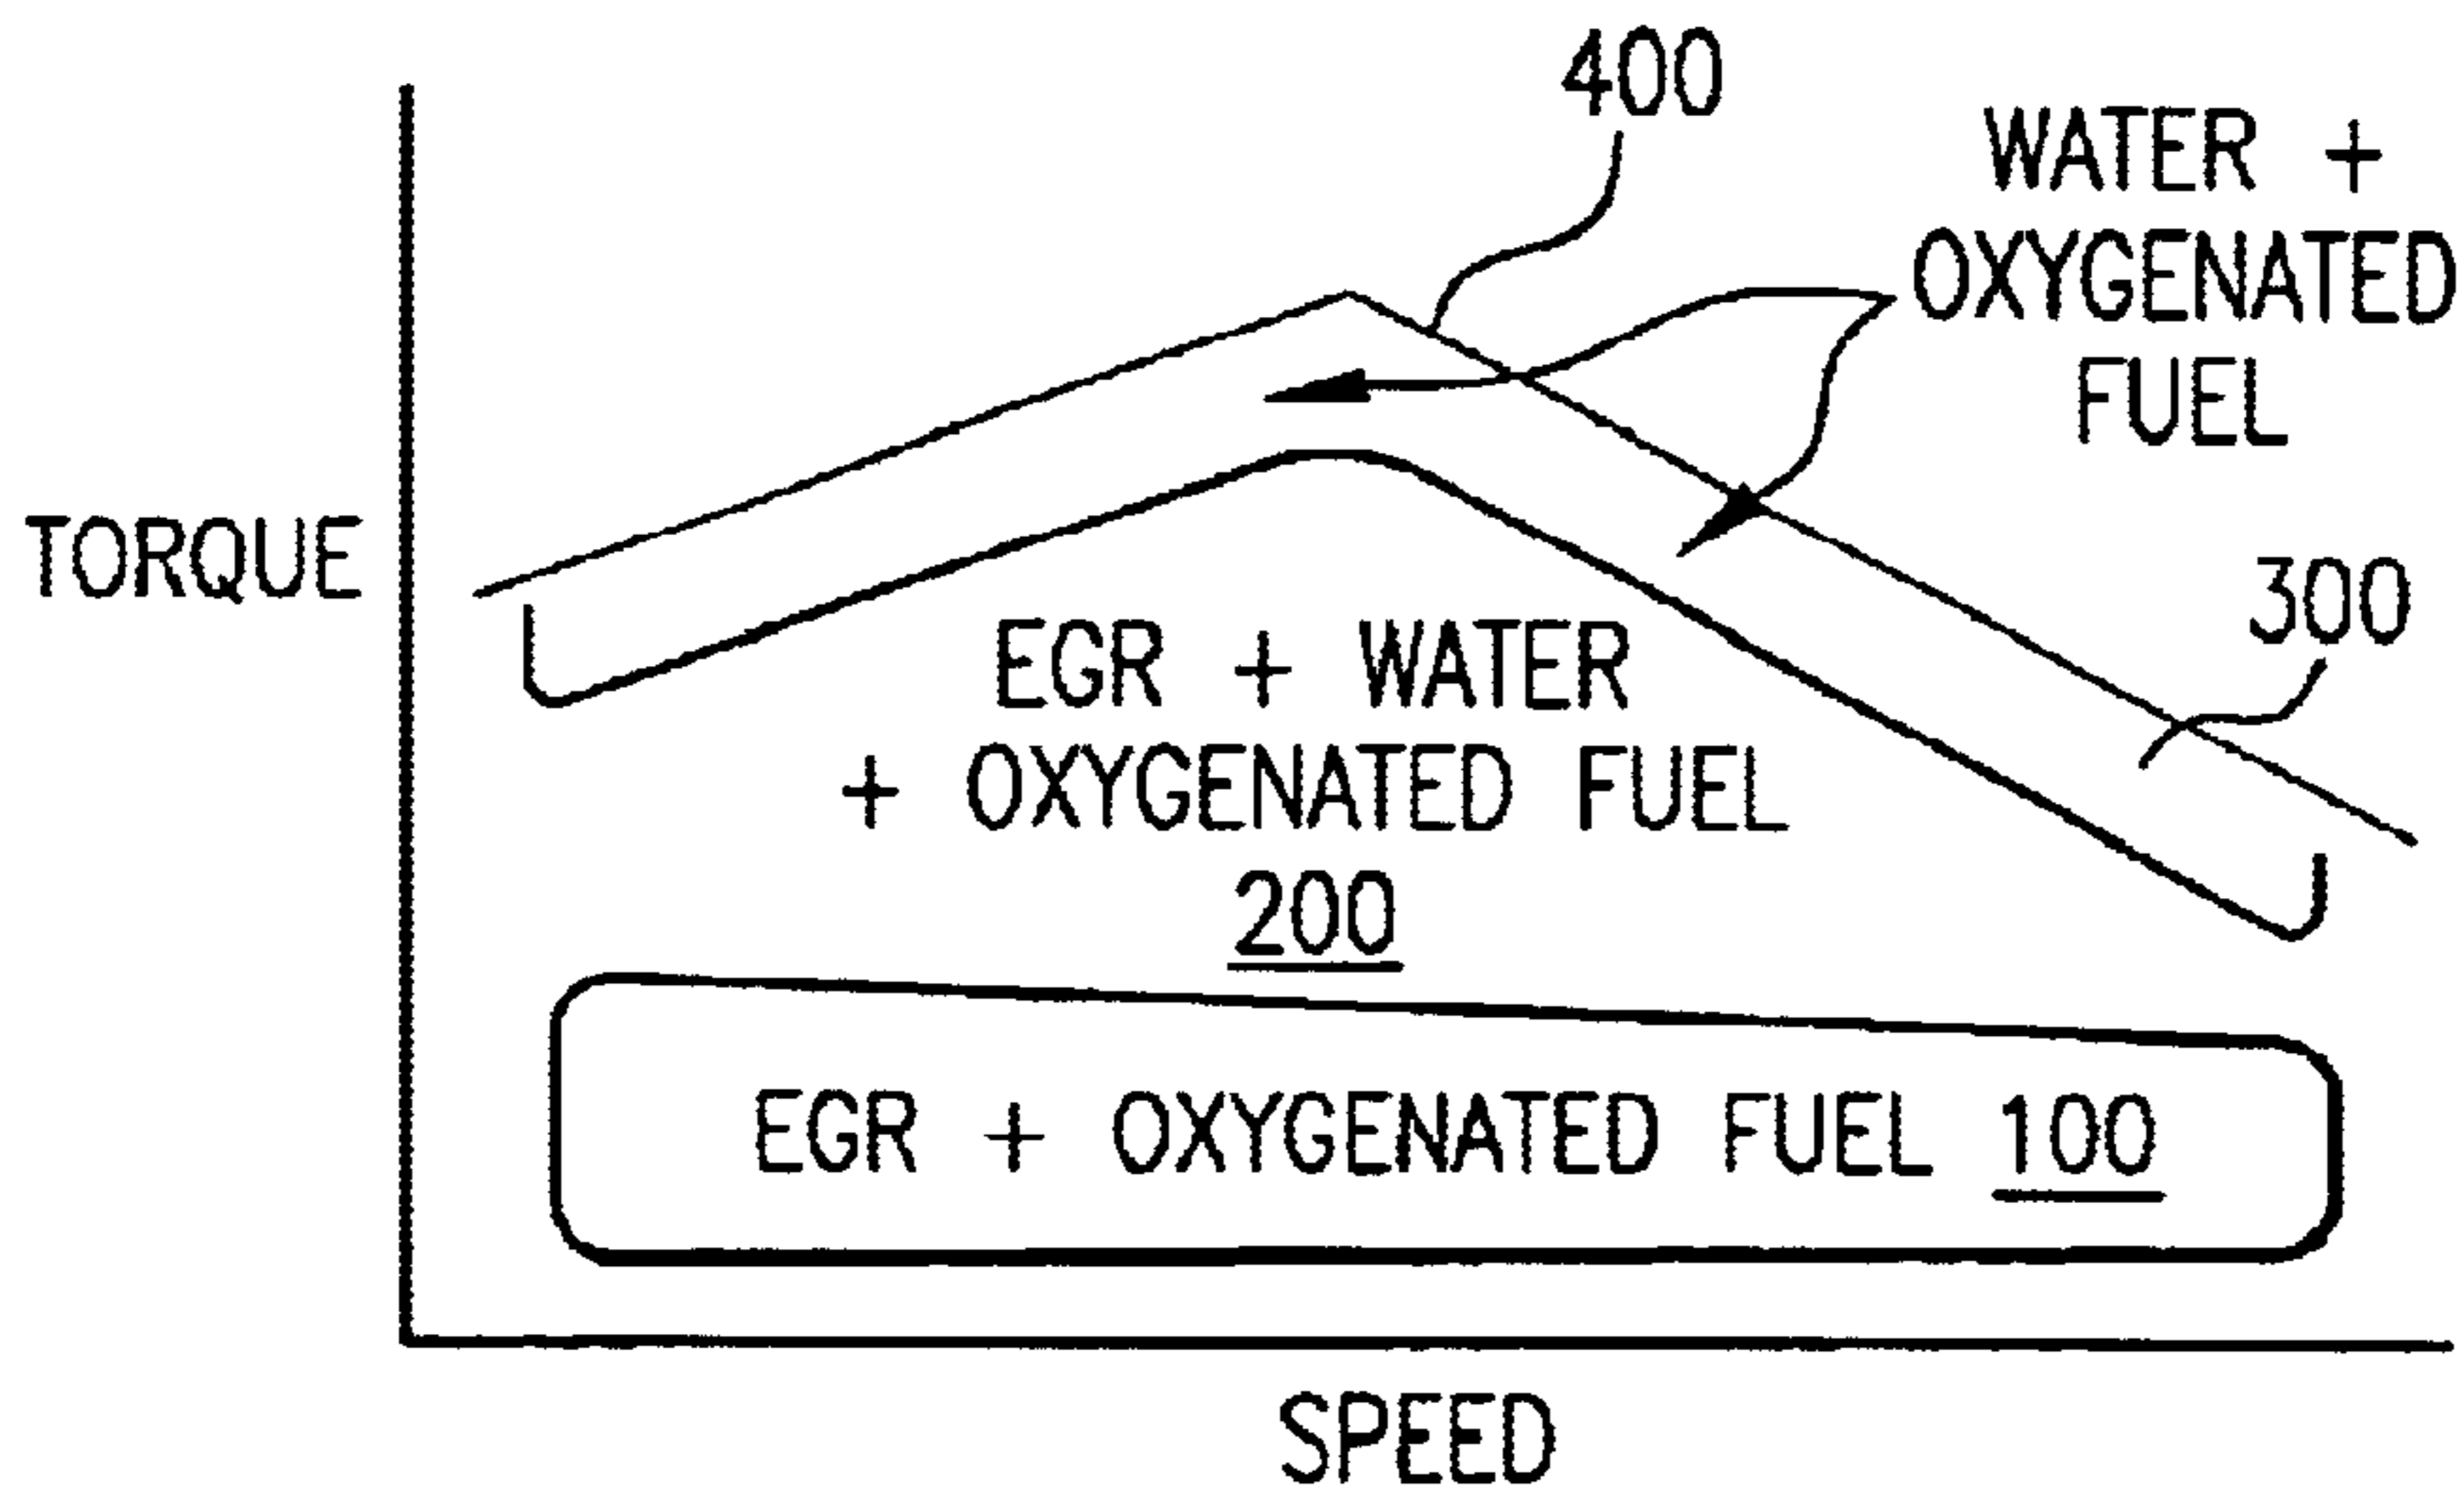 400
WATER +
OXYGENATED
FUEL
TORQUE
300
EGR + WATER
+ OXYGENATED FUEL
200
EGR + OXYGENATED FUEL 100
SPEED